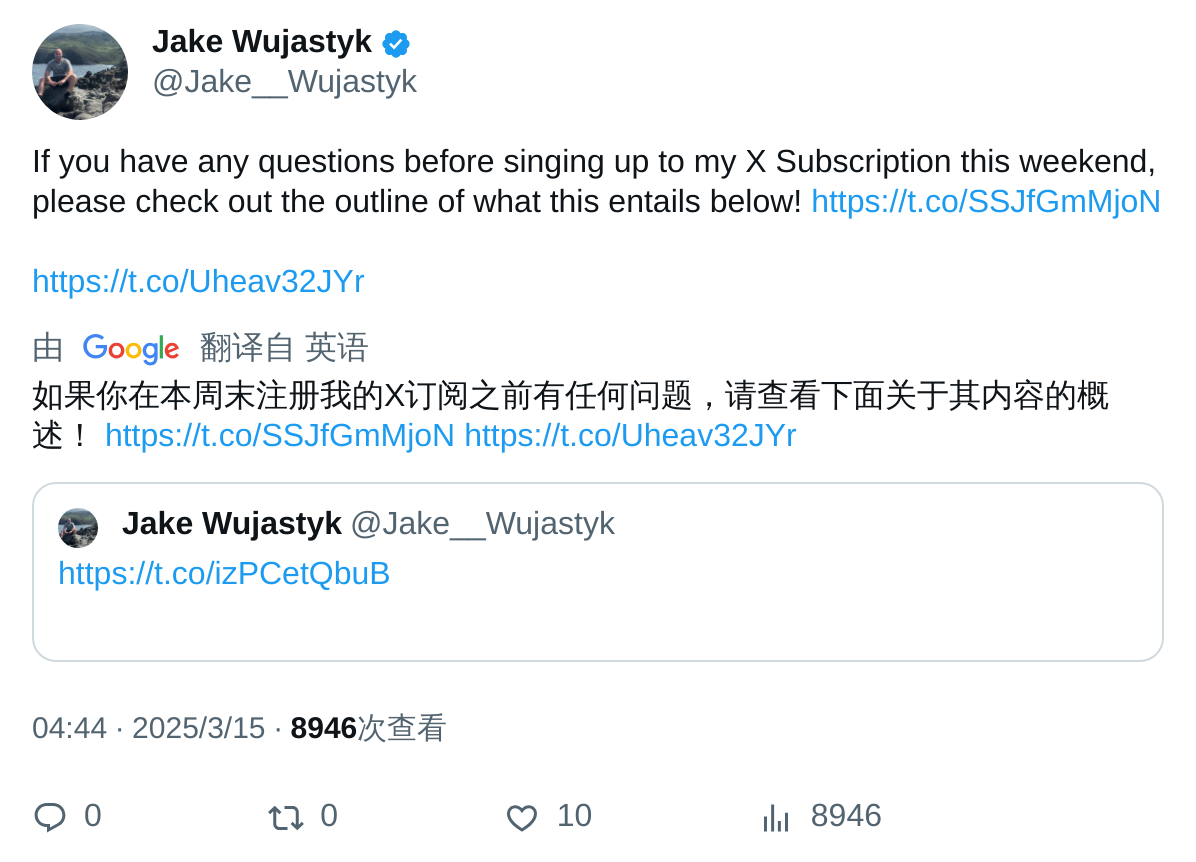 Jake Wujastyk
@Jake__Wujastyk
If you have any questions before singing up to my X Subscription this weekend,
please check out the outline of what this entails below! https://t.co/SSJfGmMjoN
https://t.co/Uheav32JYr
由 Google 翻译自 英语
如果你在本周末注册我的X订阅之前有任何问题，请查看下面关于其内容的概
述！ https://t.co/SSJfGmMjoN https://t.co/Uheav32JYr
Jake Wujastyk @Jake__Wujastyk
https://t.co/izPCetQbuB
04:44 · 2025/3/15 · 8946次查看
0 0 10 8946